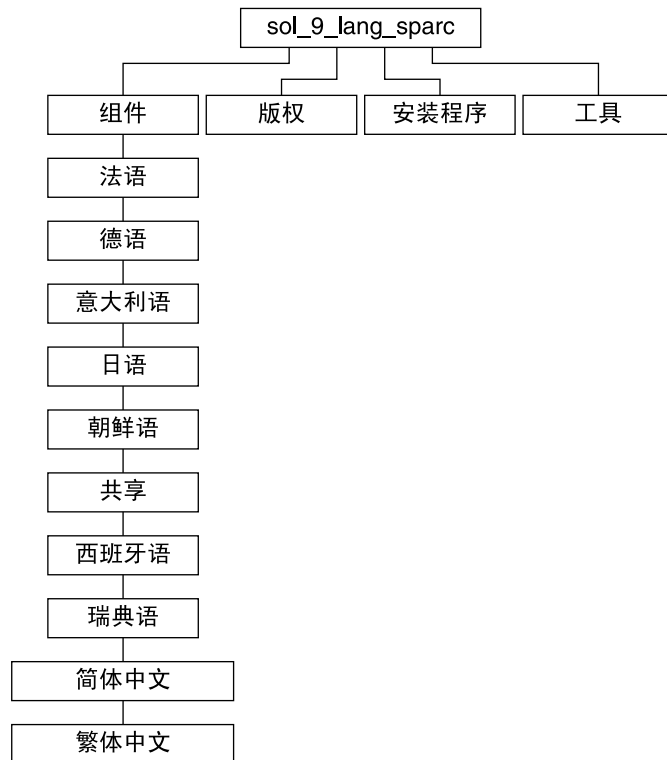 sol_9_lang_sparc
组件
版权
安装程序
工具
法语
德语
意大利语
日语
朝鲜语
共享
西班牙语
瑞典语
简体中文
繁体中文